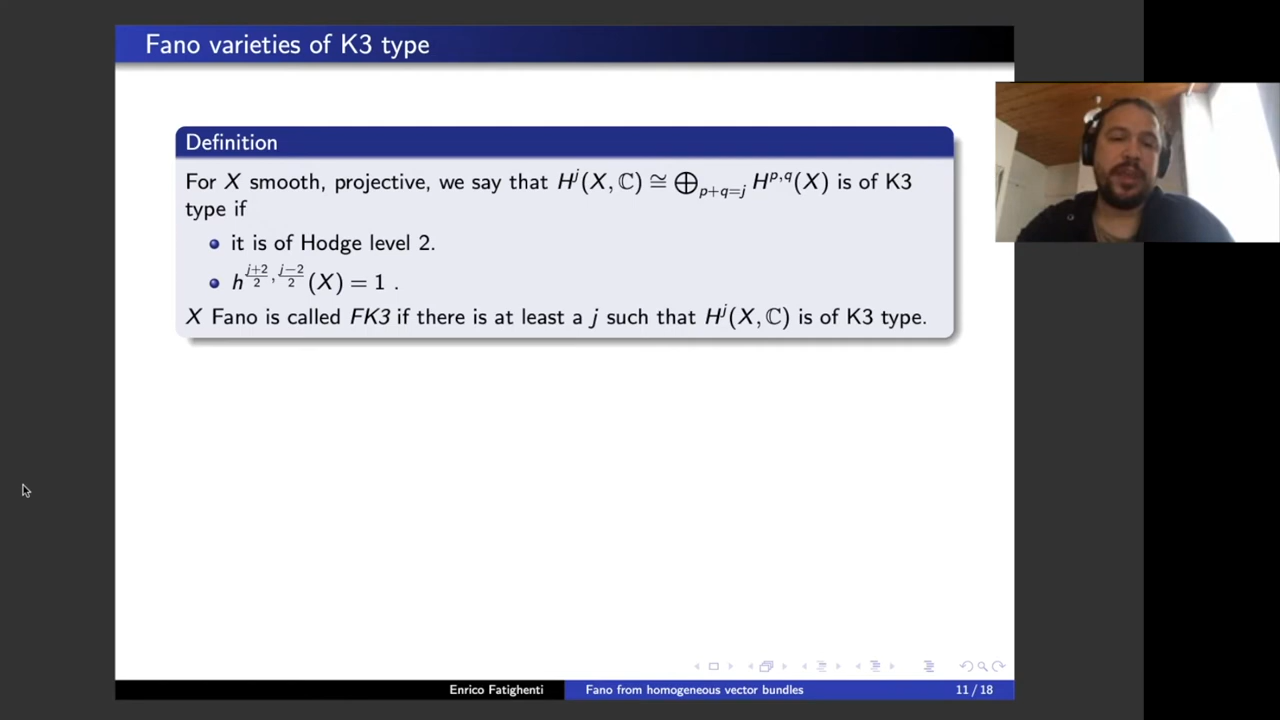 Fano varieties of K3 type
Definition
For X smooth, projective, we say that H^j(X, ℂ) ≅ ⊕_{p+q=j} H^{p,q}(X) is of K3
type if
it is of Hodge level 2.
h^{\frac{j+2}{2}, \frac{j−2}{2}}(X) = 1 .
X Fano is called FK3 if there is at least a j such that H^j(X, ℂ) is of K3 type.
Enrico Fatighenti
Fano from homogeneous vector bundles
11 / 18